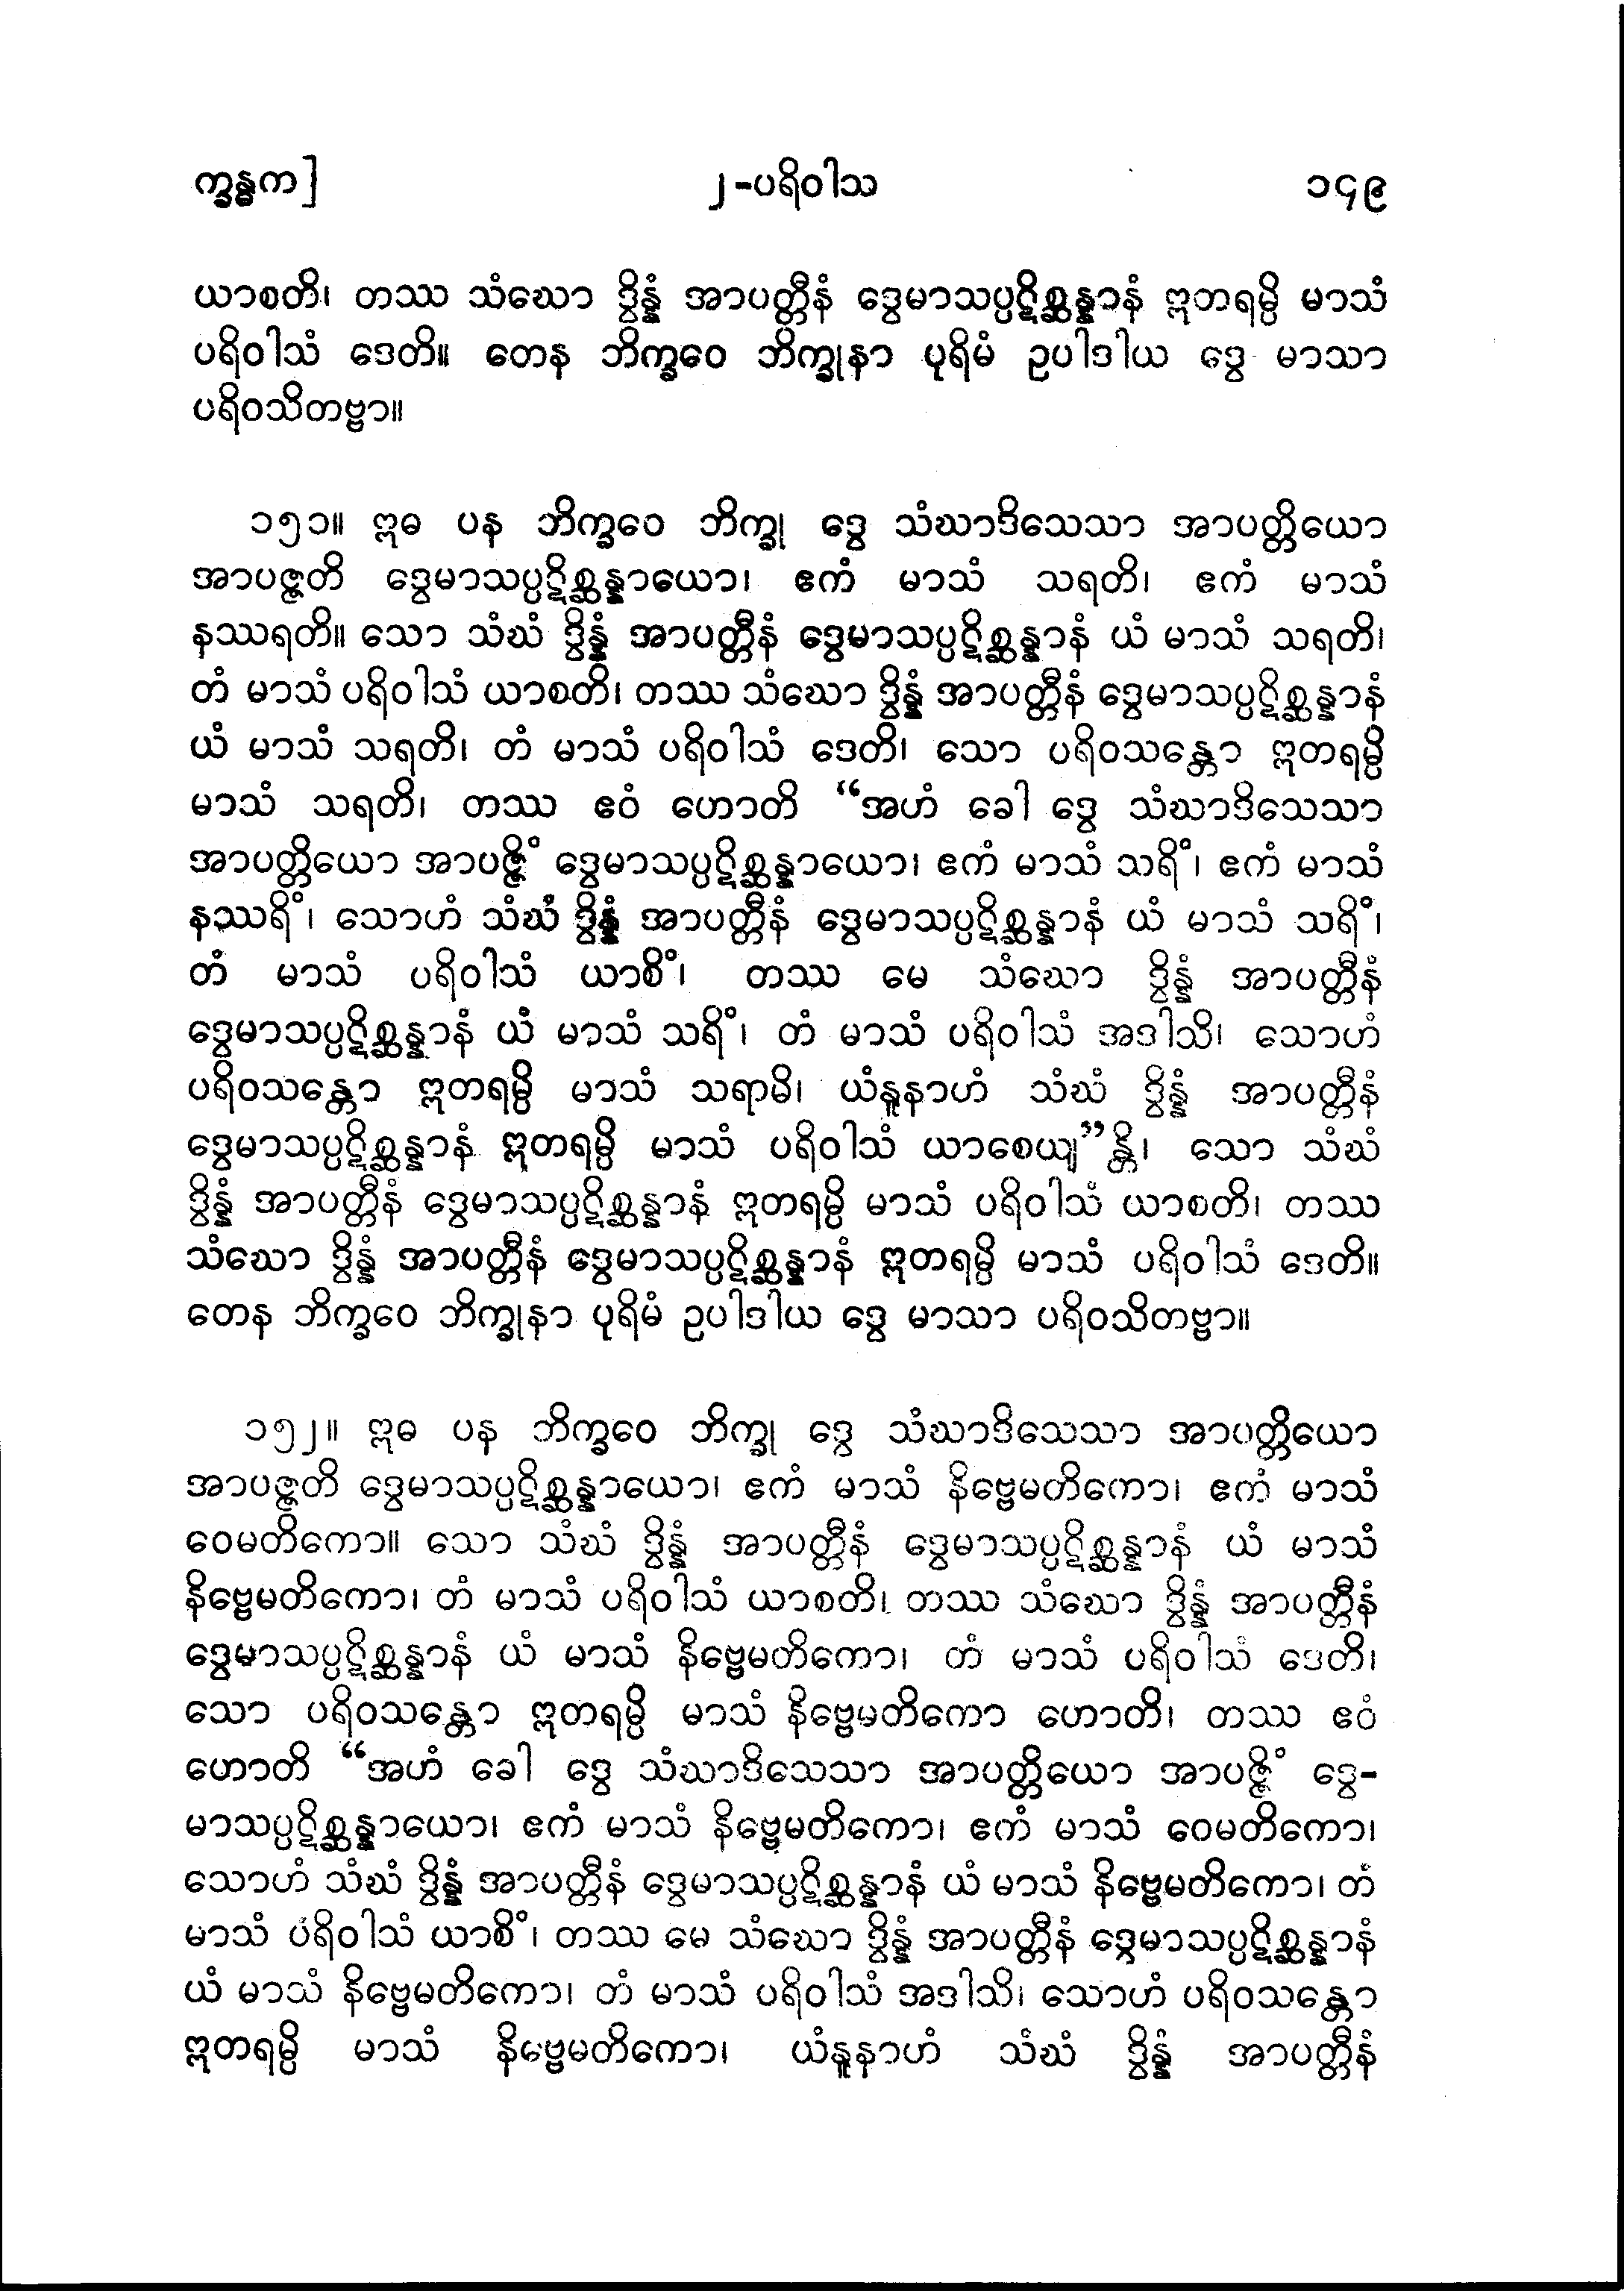 က္ခန္ဓက]
၂-ပရိဝါသ
၁၄၉
ယာစတိ၊ တဿ သံဃော ဒွိန္နံ အာပတ္တီနံ ဒွေမာသပ္ပဋိစ္ဆန္နာနံ ဣတရမ္ပိ မာသံ
ပရိဝါသံ ဒေတိ။ တေန ဘိက္ခဝေ ဘိက္ခုနာ ပုရိမံ ဥပါဒါယ ဒွေ မာသာ
ပရိဝသိတဗ္ဗာ။
၁၅၁။ ဣဓ ပန ဘိက္ခဝေ ဘိက္ခု ဒွေ သံဃာဒိသေသာ အာပတ္တိယော
အာပဇ္ဇတိ ဒွေမာသပ္ပဋိစ္ဆန္နာယော၊ ဧကံ မာသံ သရတိ၊ ဧကံ မာသံ
နဿရတိ။ သော သံဃံ ဒွိန္နံ အာပတ္တီနံ ဒွေမာသပ္ပဋိစ္ဆန္နာနံ ယံ မာသံ သရတိ၊
တံ မာသံ ပရိဝါသံ ယာစတိ၊ တဿ သံဃော ဒွိန္နံ အာပတ္တီနံ ဒွေမာသပ္ပဋိစ္ဆန္နာနံ
ယံ မာသံ သရတိ၊ တံ မာသံ ပရိဝါသံ ဒေတိ၊ သော ပရိဝသန္တော ဣတရမ္ပိ
မာသံ သရတိ၊ တဿ ဧဝံ ဟောတိ “အဟံ ခေါ ဒွေ သံဃာဒိသေသာ
အာပတ္တိယော အာပဇ္ဇိံ ဒွေမာသပ္ပဋိစ္ဆန္နာယော၊ ဧကံ မာသံ သရိံ၊ ဧကံ မာသံ
နဿရိံ၊ သောဟံ သံဃံ ဒွိန္နံ အာပတ္တီနံ ဒွေမာသပ္ပဋိစ္ဆန္နာနံ ယံ မာသံ သရိံ၊
တံ မာသံ ပရိဝါသံ ယာစိံ၊ တဿ မေ သံဃော ဒွိန္နံ အာပတ္တီနံ
ဒွေမာသပ္ပဋိစ္ဆန္နာနံ ယံ မာသံ သရိံ၊ တံ မာသံ ပရိဝါသံ အဒါသိ၊ သောဟံ
ပရိဝသန္တော ဣတရမ္ပိ မာသံ သရာမိ၊ ယံနူနာဟံ သံဃံ ဒွိန္နံ အာပတ္တီနံ
ဒွေမာသပ္ပဋိစ္ဆန္နာနံ ဣတရမ္ပိ မာသံ ပရိဝါသံ ယာစေယျ”န္တိ၊ သော သံဃံ
ဒွိန္နံ အာပတ္တီနံ ဒွေမာသပ္ပဋိစ္ဆန္နာနံ ဣတရမ္ပိ မာသံ ပရိဝါသံ ယာစတိ၊ တဿ
သံဃော ဒွိန္နံ အာပတ္တီနံ ဒွေမာသပ္ပဋိစ္ဆန္နာနံ ဣတရမ္ပိ မာသံ ပရိဝါသံ ဒေတိ။
တေန ဘိက္ခဝေ ဘိက္ခုနာ ပုရိမံ ဥပါဒါယ ဒွေ မာသာ ပရိဝသိတဗ္ဗာ။
၁၅၂။ ဣဓ ပန ဘိက္ခဝေ ဘိက္ခု ဒွေ သံဃာဒိသေသာ အာပတ္တိယော
အာပဇ္ဇတိ ဒွေမာသပ္ပဋိစ္ဆန္နာယော၊ ဧကံ မာသံ နိဗ္ဗေမတိကော၊ ဧကံ မာသံ
ဝေမတိကော။ သော သံဃံ ဒွိန္နံ အာပတ္တီနံ ဒွေမာသပ္ပဋိစ္ဆန္နာနံ ယံ မာသံ
နိဗ္ဗေမတိကော၊ တံ မာသံ ပရိဝါသံ ယာစတိ၊ တဿ သံဃော ဒွိန္နံ အာပတ္တီနံ
ဒွေမာသပ္ပဋိစ္ဆန္နာနံ ယံ မာသံ နိဗ္ဗေမတိကော၊ တံ မာသံ ပရိဝါသံ ဒေတိ၊
သော ပရိဝသန္တော ဣတရမ္ပိ မာသံ နိဗ္ဗေမတိကော ဟောတိ၊ တဿ ဧဝံ
ဟောတိ “အဟံ ခေါ ဒွေ သံဃာဒိသေသာ အာပတ္တိယော အာပဇ္ဇိံ ဒွေ-
မာသပ္ပဋိစ္ဆန္နာယော၊ ဧကံ မာသံ နိဗ္ဗေမတိကော၊ ဧကံ မာသံ ဝေမတိကော၊
သောဟံ သံဃံ ဒွိန္နံ အာပတ္တီနံ ဒွေမာသပ္ပဋိစ္ဆန္နာနံ ယံ မာသံ နိဗ္ဗေမတိကော၊ တံ
မာသံ ပရိဝါသံ ယာစိံ၊ တဿ မေ သံဃော ဒွိန္နံ အာပတ္တီနံ ဒွေမာသပ္ပဋိစ္ဆန္နာနံ
ယံ မာသံ နိဗ္ဗေမတိကော၊ တံ မာသံ ပရိဝါသံ အဒါသိ၊ သောဟံ ပရိဝသန္တော
ဣတရမ္ပိ မာသံ နိဗ္ဗေမတိကော၊ ယံနူနာဟံ သံဃံ ဒွိန္နံ အာပတ္တီနံ